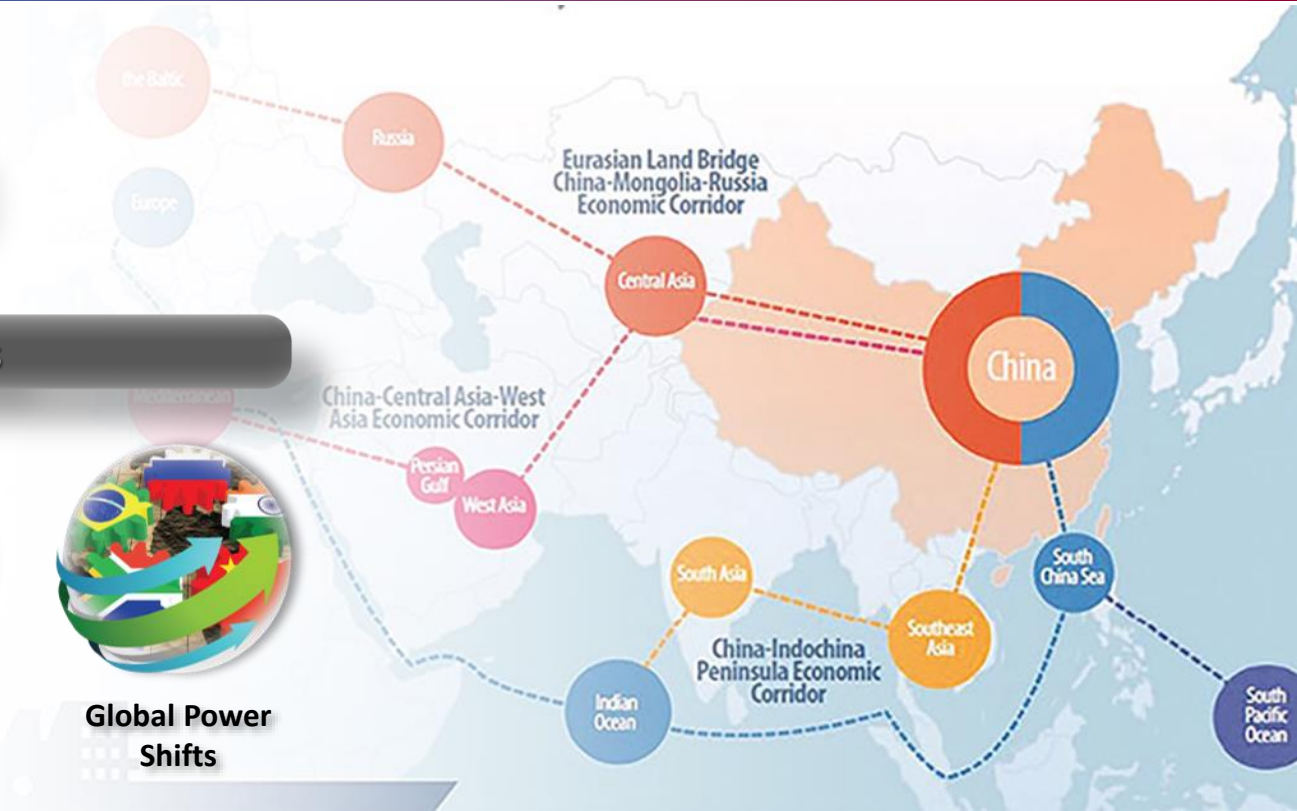 the Baltic
Russia
Europe
Eurasian Land Bridge
China-Mongolia-Russia
Economic Corridor
Central Asia
China
s
Mediterranean
China-Central Asia-West
Asia Economic Corridor
Persian
Gulf
West Asia
South Asia
South
China Sea
Southeast
Asia
China-Indochina
Peninsula Economic
Corridor
Indian
Ocean
South
Pacific
Ocean
Global Power
Shifts